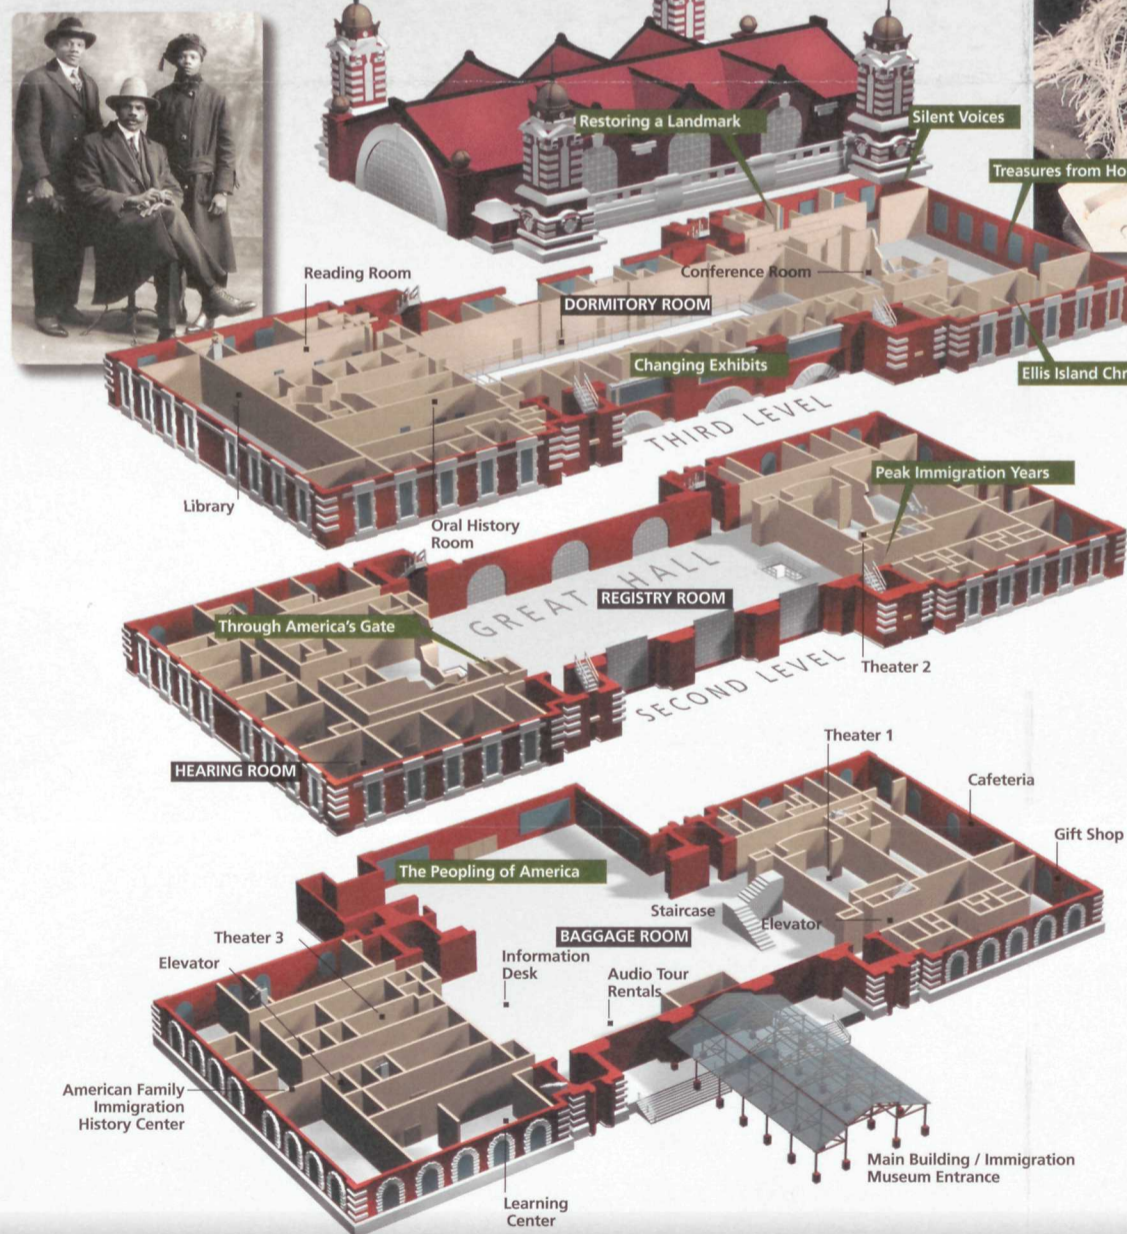 Restoring a Landmark
Silent Voices
Treasures from
Reading Room
Conference Room
DORMITORY ROOM
Changing Exhibits
Ellis Island
THIRD LEVEL
Library
Oral History
Room
Peak Immigration Years
GREAT HALL
REGISTRY ROOM
Through America's Gate
Theater 2
SECOND LEVEL
HEARING ROOM
Theater 1
Cafeteria
Gift Shop
The Peopling of America
Staircase
Elevator
BAGGAGE ROOM
Theater 3
Elevator
Information
Desk
Audio Tour
Rentals
American Family
Immigration
History Center
Main Building / Immigration
Museum Entrance
Learning
Center